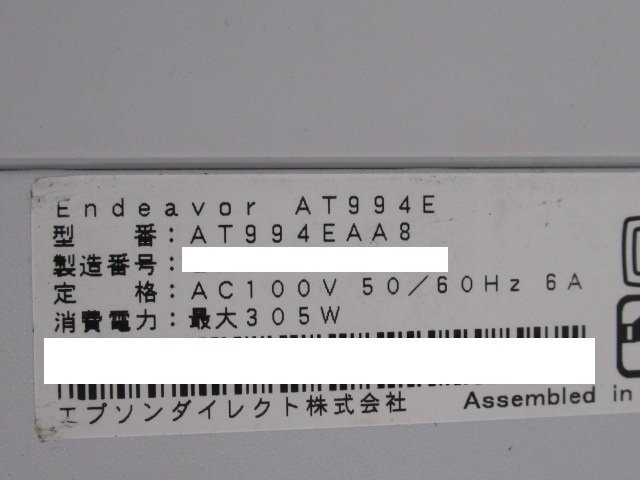 Endeavor AT994E
型　　番：AT994EAA8
製造番号：
定　　格：AC100V 50／60Hz 6A
消費電力：最大305W
エプソンダイレクト株式会社　Assembled in